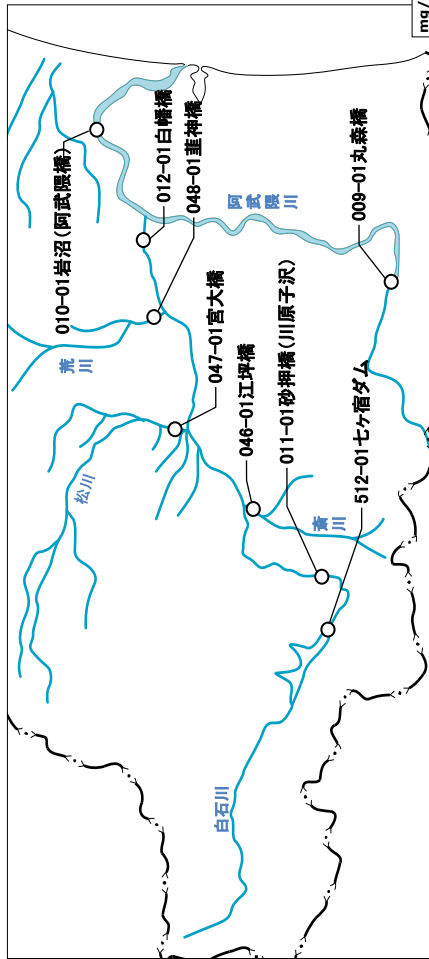 mg/
010-01岩沼(阿武隈橋)
012-01白幡橋
048-01韮神橋
荒川
阿武隈川
009-01丸森橋
047-01宮大橋
松川
046-01江坪橋
011-01砂押橋(川原子沢)
斎川
512-01七ヶ宿ダム
白石川